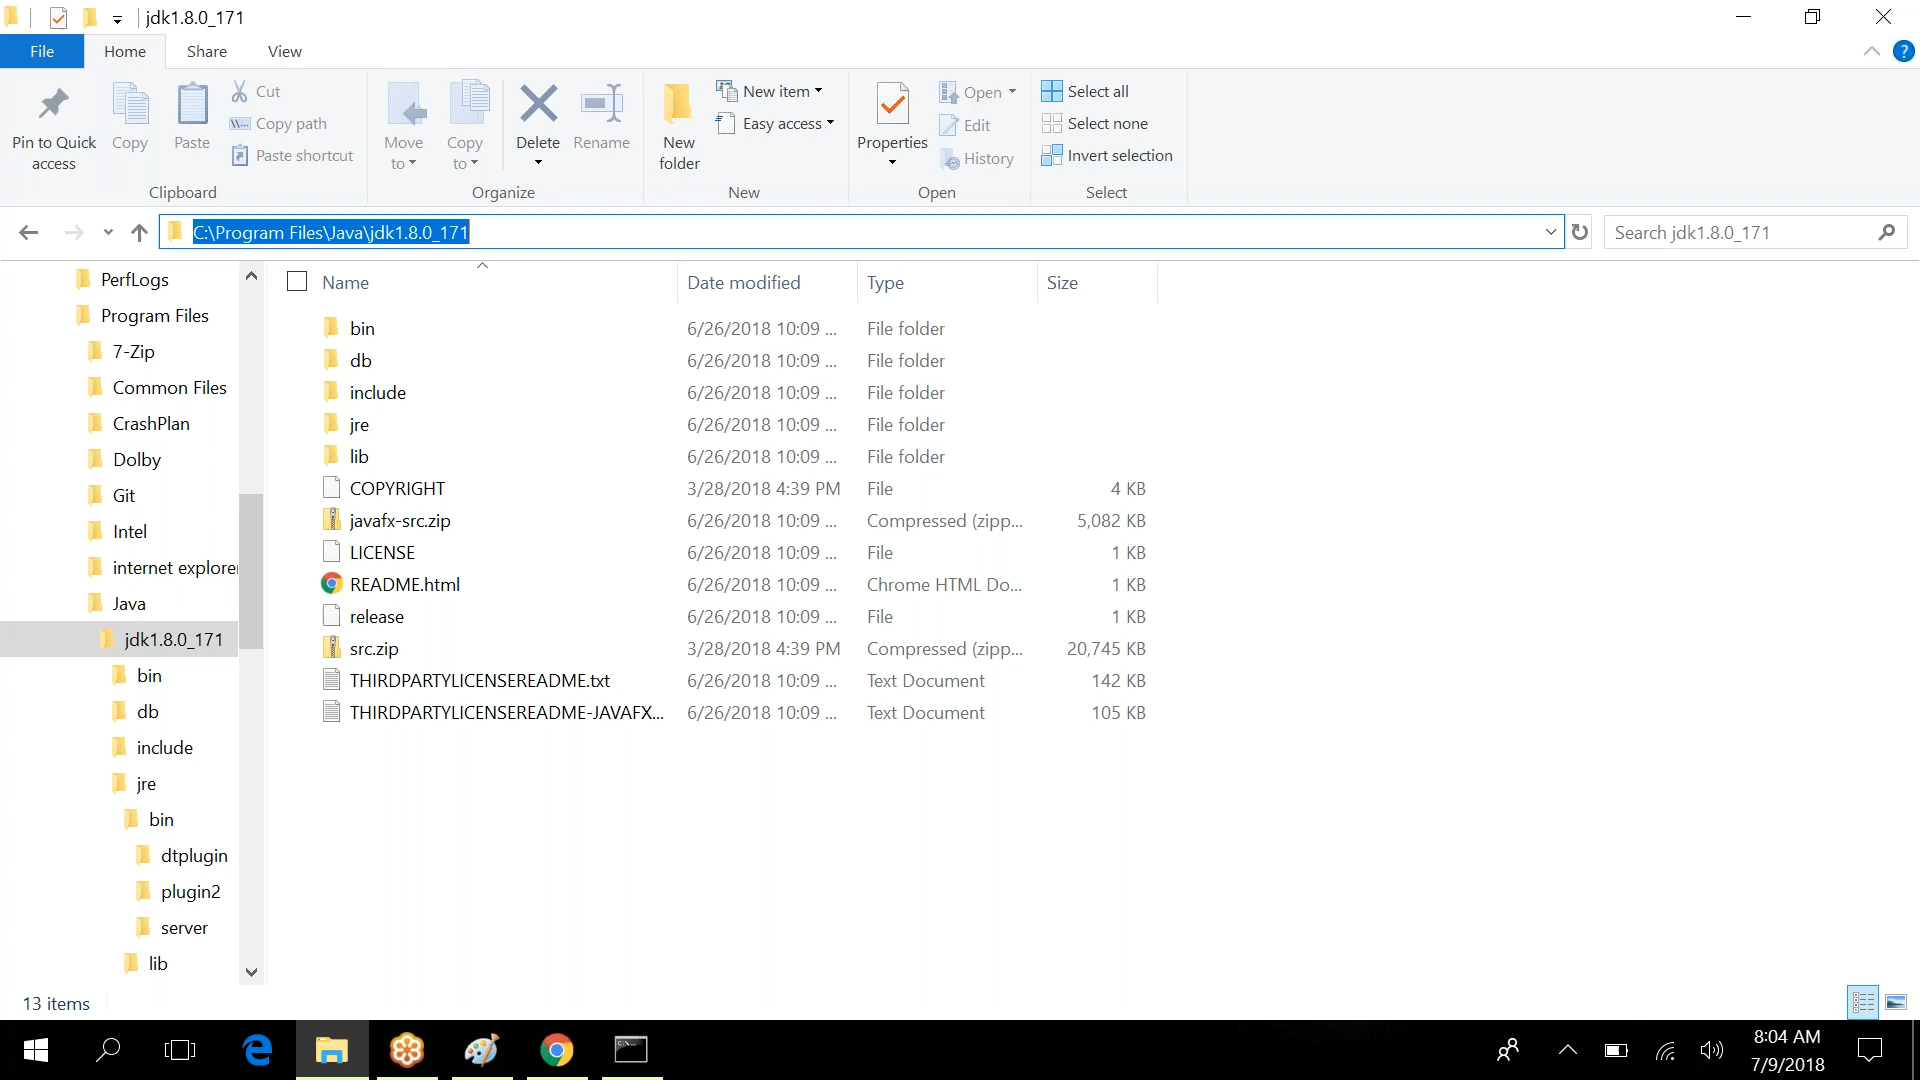 jdk1.8.0_171
File Home Share View
Pin to Quick access
Copy
Paste
Cut
Copy path
Paste shortcut
Clipboard
Move to
Copy to
Delete
Rename
Organize
New folder
New item
Easy access
New
Properties
Open
Edit
History
Open
Select all
Select none
Invert selection
Select
C:\Program Files\Java\jdk1.8.0_171
Search jdk1.8.0_171
PerfLogs
Program Files
7-Zip
Common Files
CrashPlan
Dolby
Git
Intel
internet explorer
Java
jdk1.8.0_171
bin
db
include
jre
bin
dtplugin
plugin2
server
lib
Name Date modified Type Size
bin 6/26/2018 10:09 ... File folder
db 6/26/2018 10:09 ... File folder
include 6/26/2018 10:09 ... File folder
jre 6/26/2018 10:09 ... File folder
lib 6/26/2018 10:09 ... File folder
COPYRIGHT 3/28/2018 4:39 PM File 4 KB
javafx-src.zip 6/26/2018 10:09 ... Compressed (zipp... 5,082 KB
LICENSE 6/26/2018 10:09 ... File 1 KB
README.html 6/26/2018 10:09 ... Chrome HTML Do... 1 KB
release 6/26/2018 10:09 ... File 1 KB
src.zip 3/28/2018 4:39 PM Compressed (zipp... 20,745 KB
THIRDPARTYLICENSEREADME.txt 6/26/2018 10:09 ... Text Document 142 KB
THIRDPARTYLICENSEREADME-JAVAFX... 6/26/2018 10:09 ... Text Document 105 KB
13 items
8:04 AM
7/9/2018